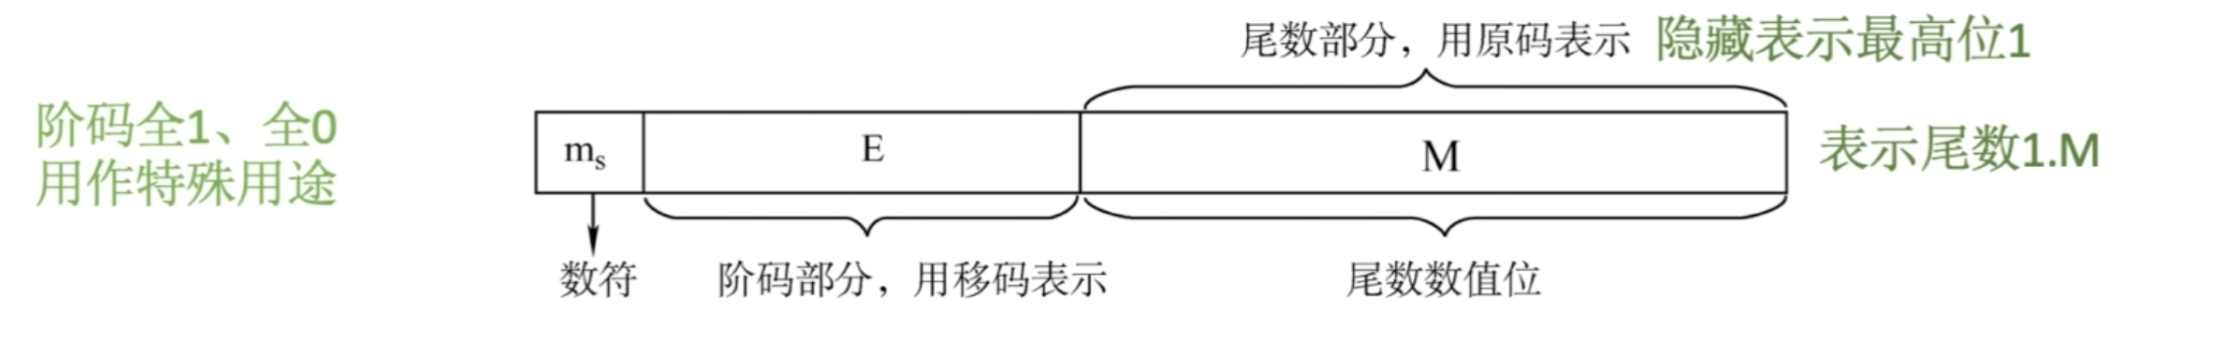 尾数部分，用原码表示 隐藏表示最高位1
阶码全1、全0
用作特殊用途
mₛ E M 表示尾数1.M
数符 阶码部分，用移码表示 尾数数值位